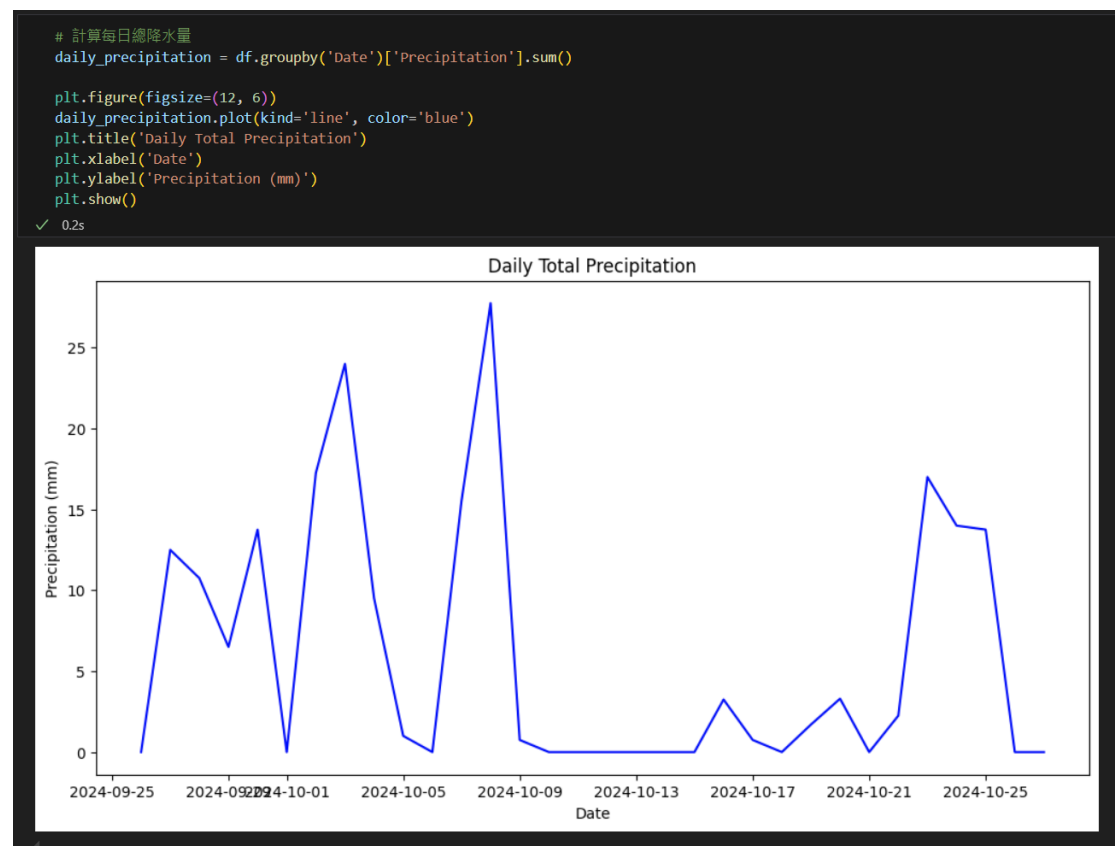 # 計算每日總降水量
daily_precipitation = df.groupby('Date')['Precipitation'].sum()
plt.figure(figsize=(12, 6))
daily_precipitation.plot(kind='line', color='blue')
plt.title('Daily Total Precipitation')
plt.xlabel('Date')
plt.ylabel('Precipitation (mm)')
plt.show()
0.2s
Daily Total Precipitation
25
20
15
10
5
0
Precipitation (mm)
2024-09-25 2024-09-29 2024-10-01 2024-10-05 2024-10-09 2024-10-13 2024-10-17 2024-10-21 2024-10-25
Date